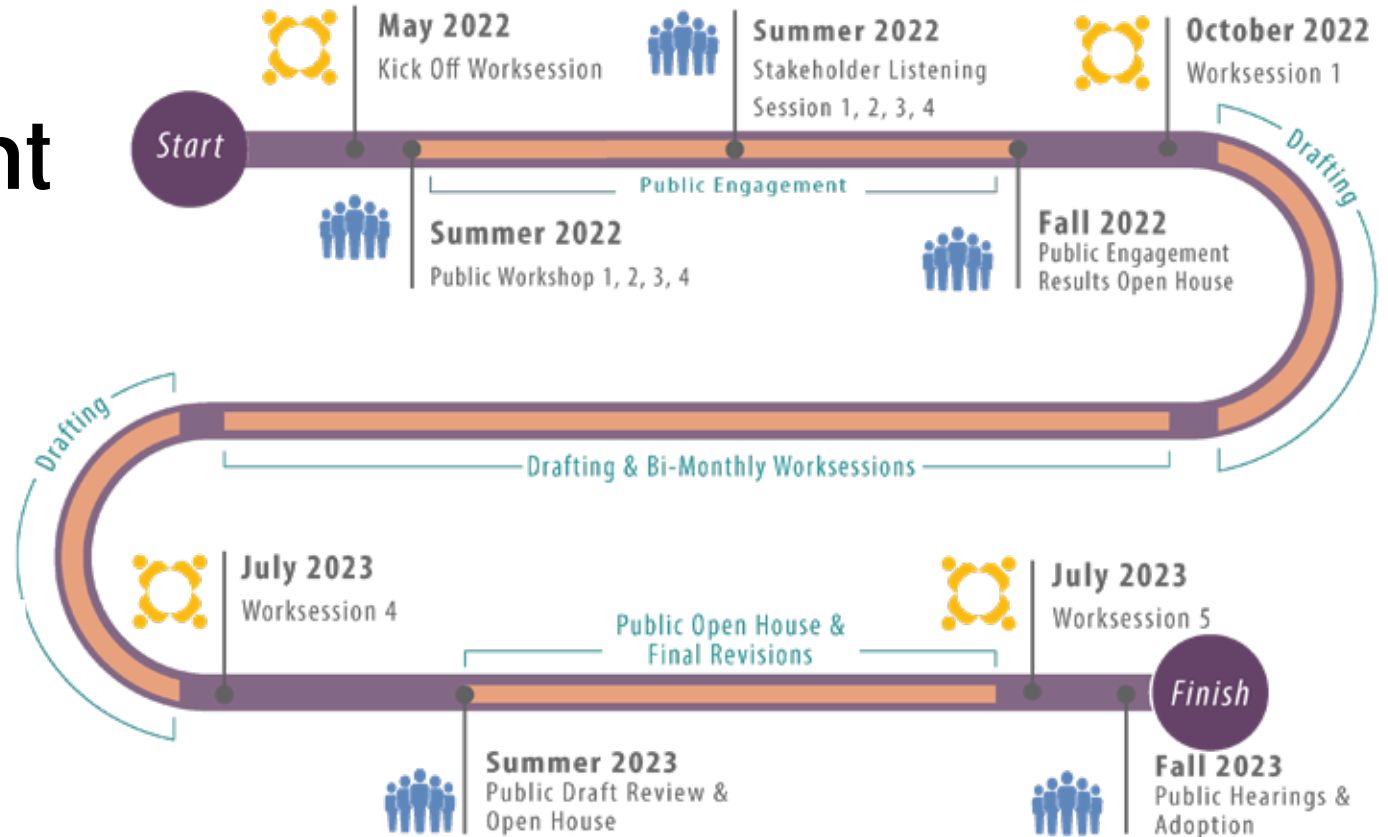 nt
Start
May 2022
Kick Off Worksession
Summer 2022
Stakeholder Listening
Session 1, 2, 3, 4
October 2022
Worksession 1
Public Engagement
Summer 2022
Public Workshop 1, 2, 3, 4
Fall 2022
Public Engagement
Results Open House
Drafting
Drafting & Bi-Monthly Worksessions
Drafting
July 2023
Worksession 4
Public Open House &
Final Revisions
July 2023
Worksession 5
Finish
Summer 2023
Public Draft Review &
Open House
Fall 2023
Public Hearings &
Adoption